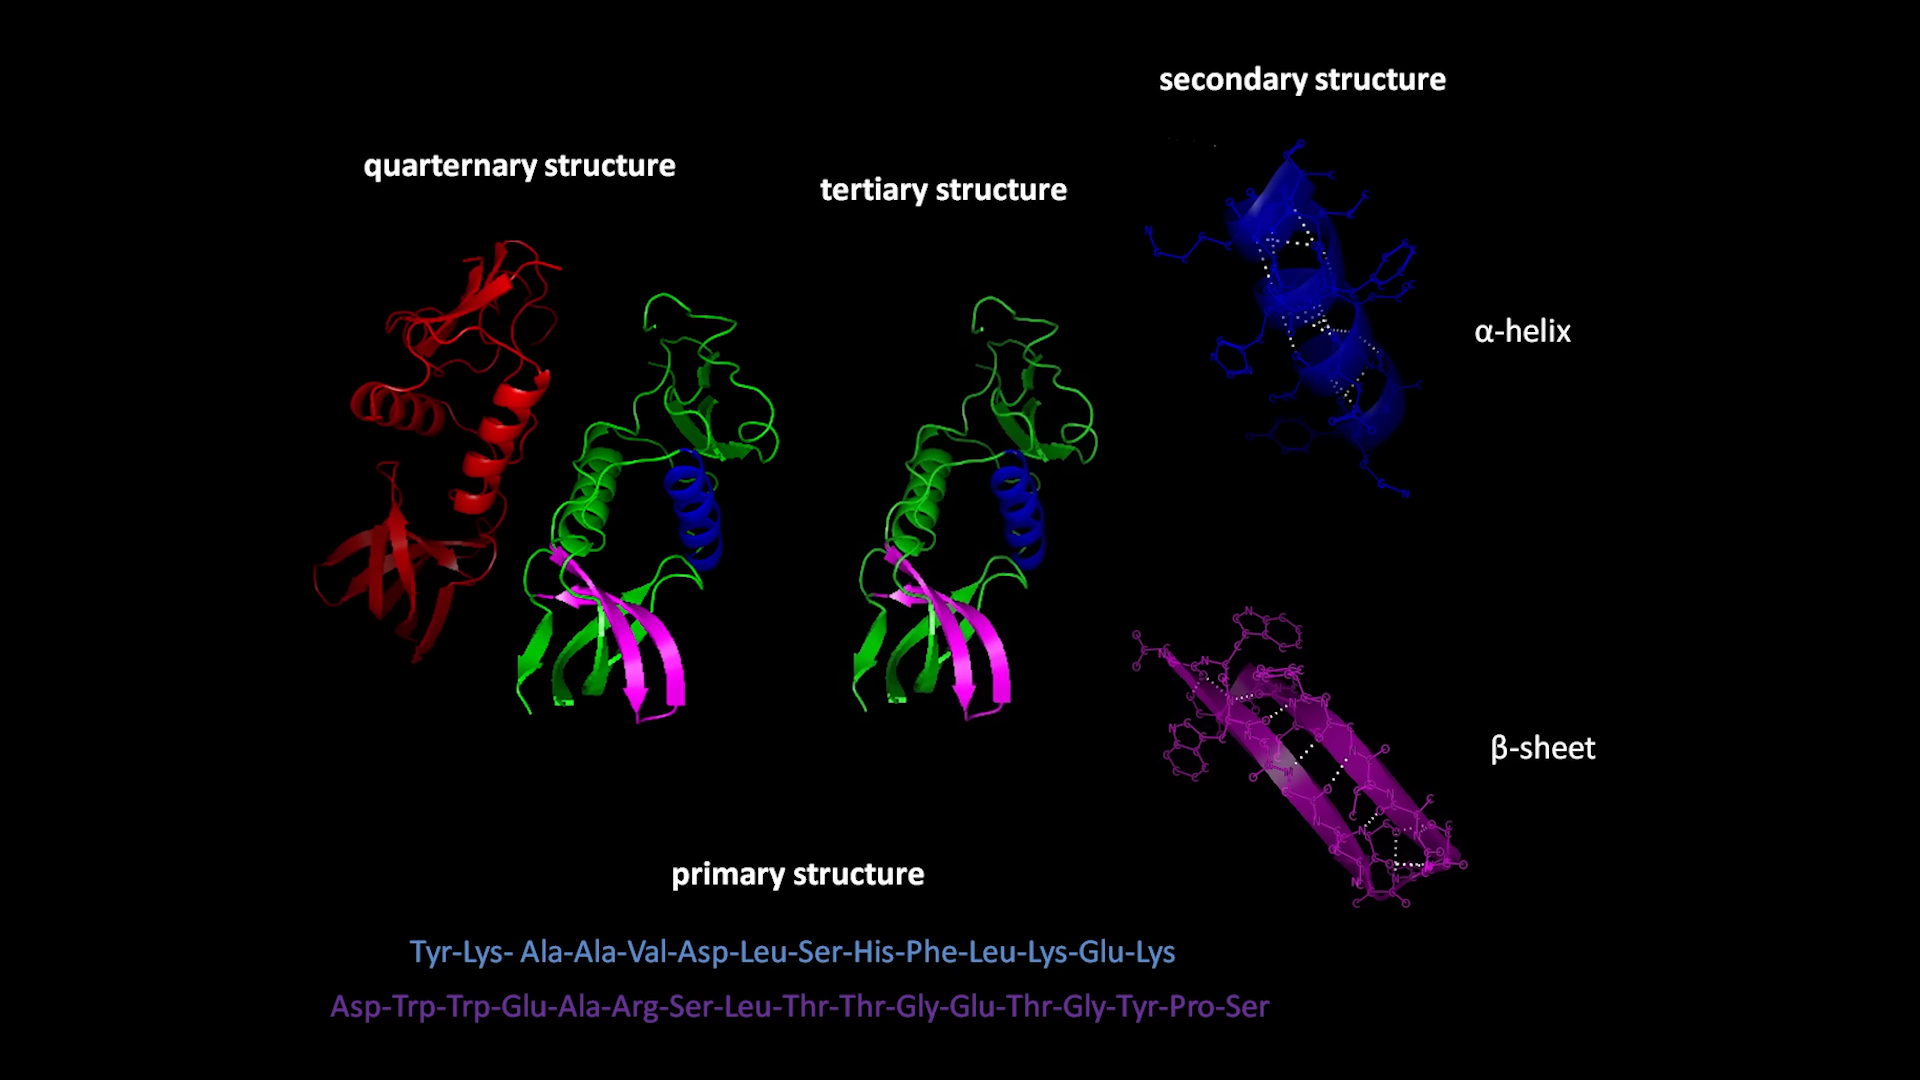 secondary structure
quarternary structure
tertiary structure
α-helix
β-sheet
primary structure
Tyr-Lys- Ala-Ala-Val-Asp-Leu-Ser-His-Phe-Leu-Lys-Glu-Lys
Asp-Trp-Trp-Glu-Ala-Arg-Ser-Leu-Thr-Thr-Gly-Glu-Thr-Gly-Tyr-Pro-Ser